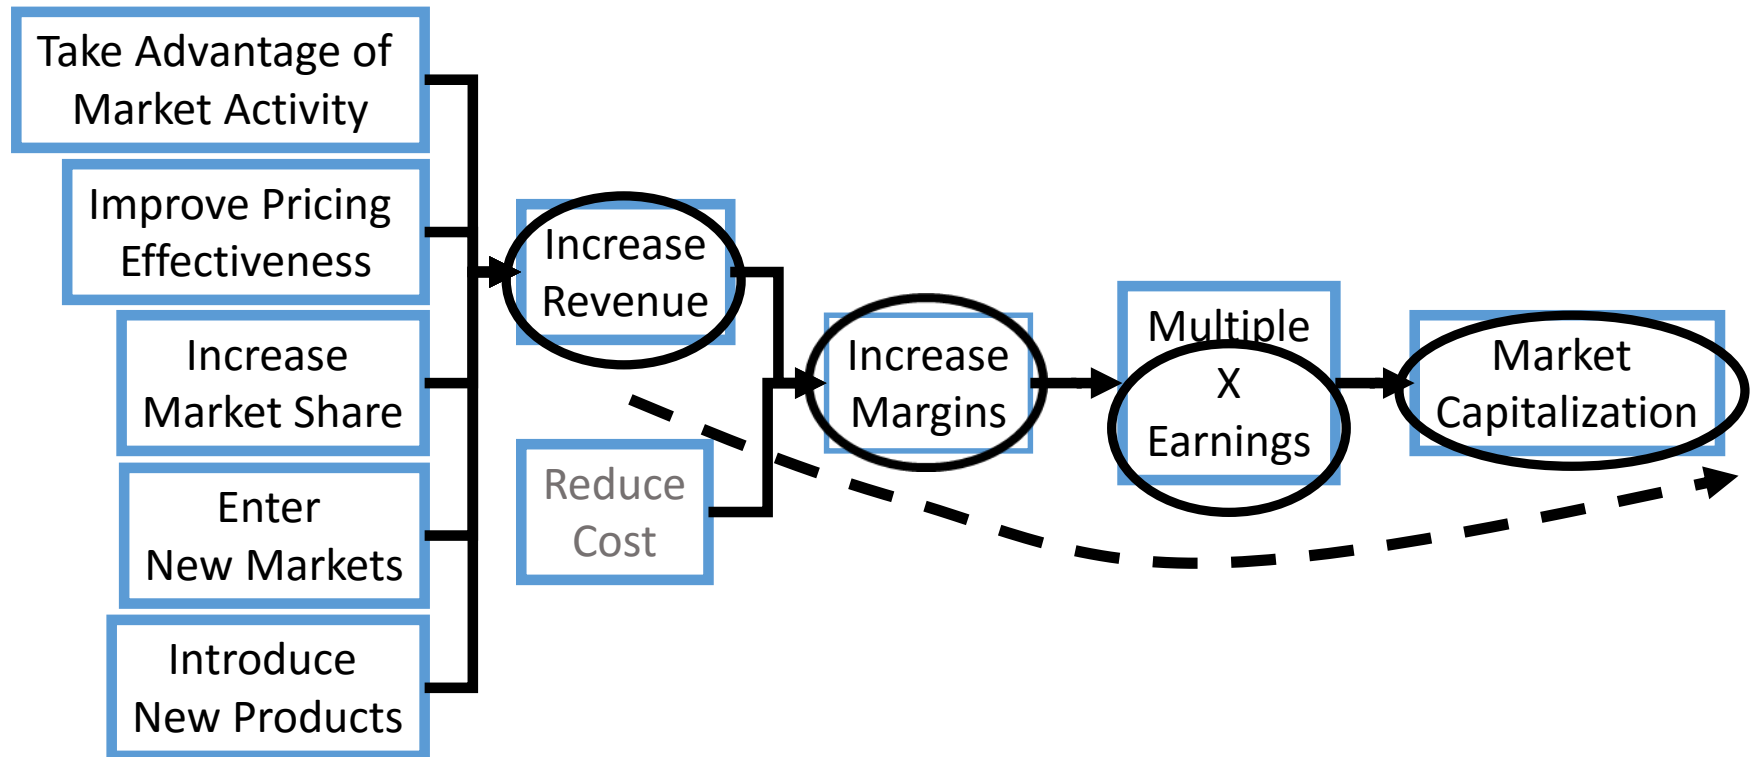 Take Advantage of
Market Activity
Improve Pricing
Effectiveness
Increase
Market Share
Enter
New Markets
Introduce
New Products
Increase
Revenue
Reduce
Cost
Increase
Margins
Multiple
X
Earnings
Market
Capitalization